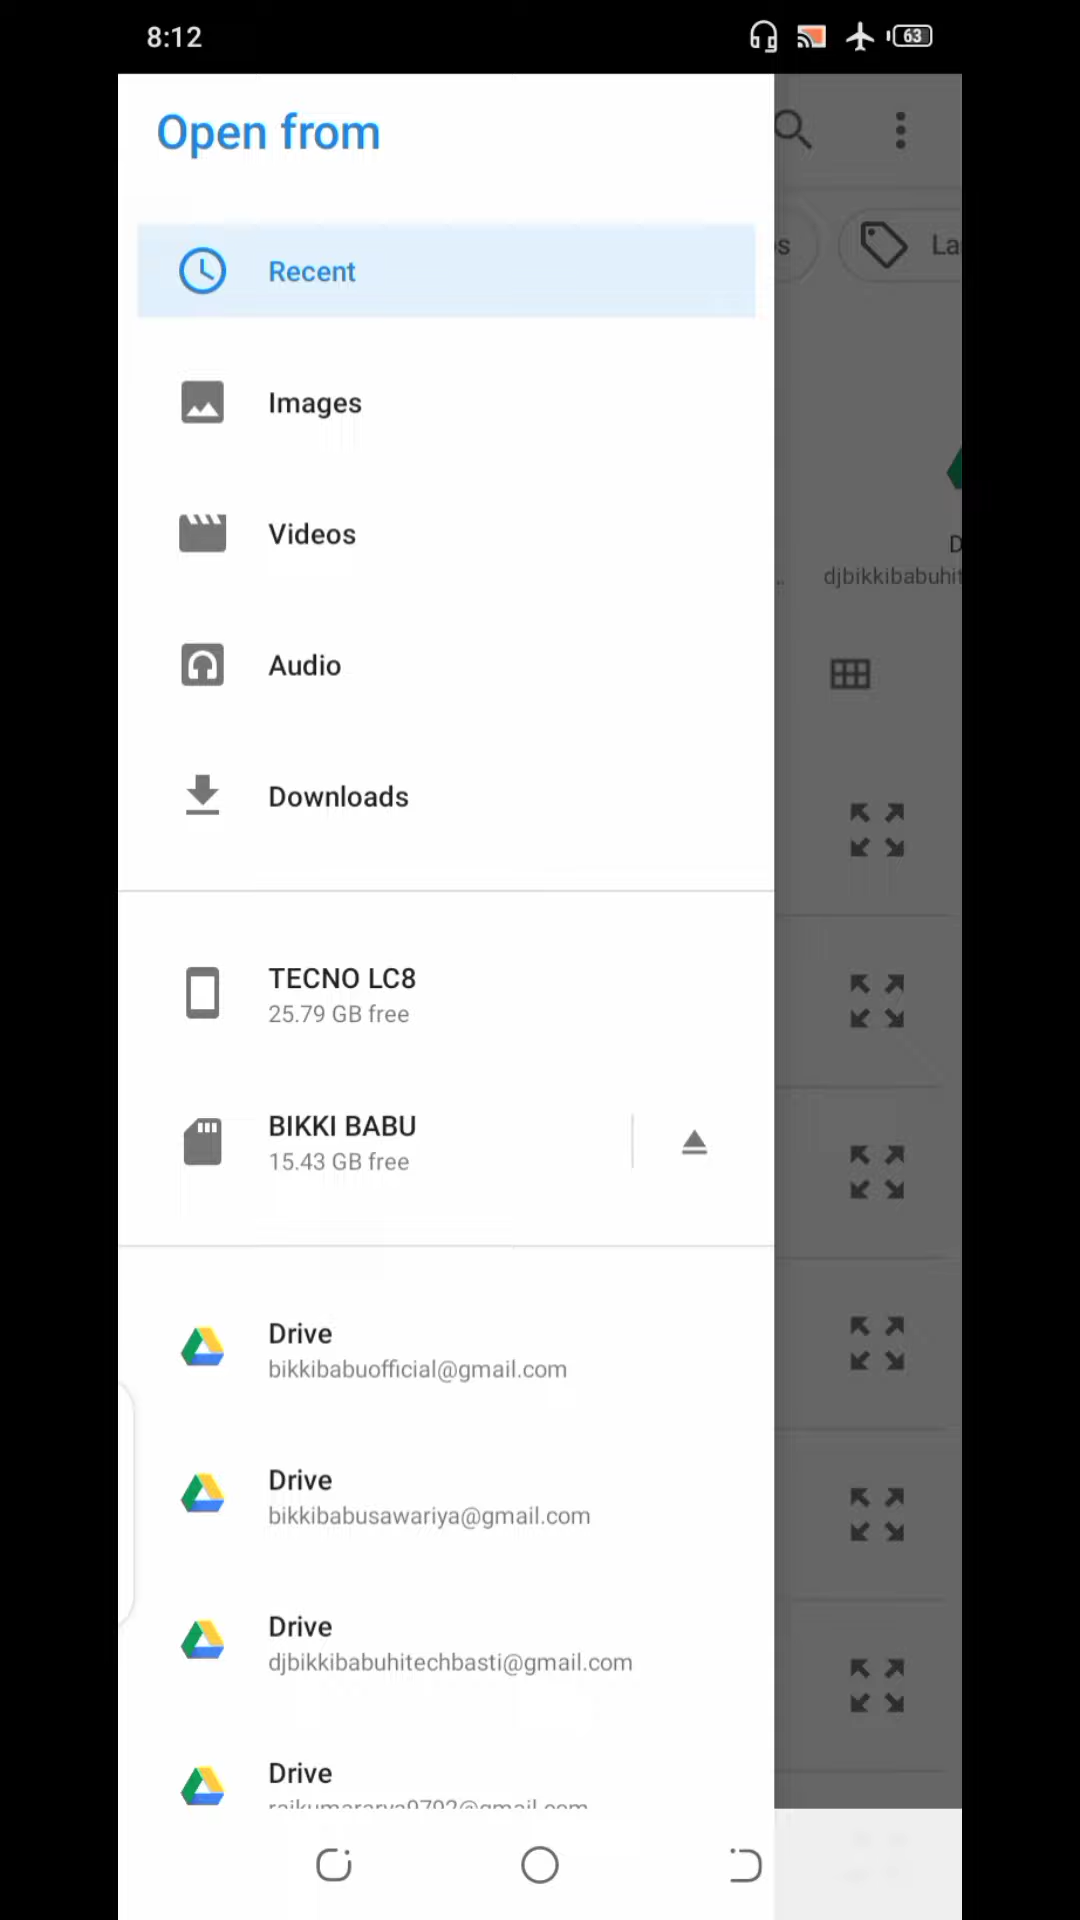 8:12
63
Open from
Recent
Images
Videos
Audio
Downloads
TECNO LC8
25.79 GB free
BIKKI BABU
15.43 GB free
Drive
bikkibabuofficial@gmail.com
Drive
bikkibabusawariya@gmail.com
Drive
djbikkibabuhitechbasti@gmail.com
Drive
s
La
D
djbikkibabuhit